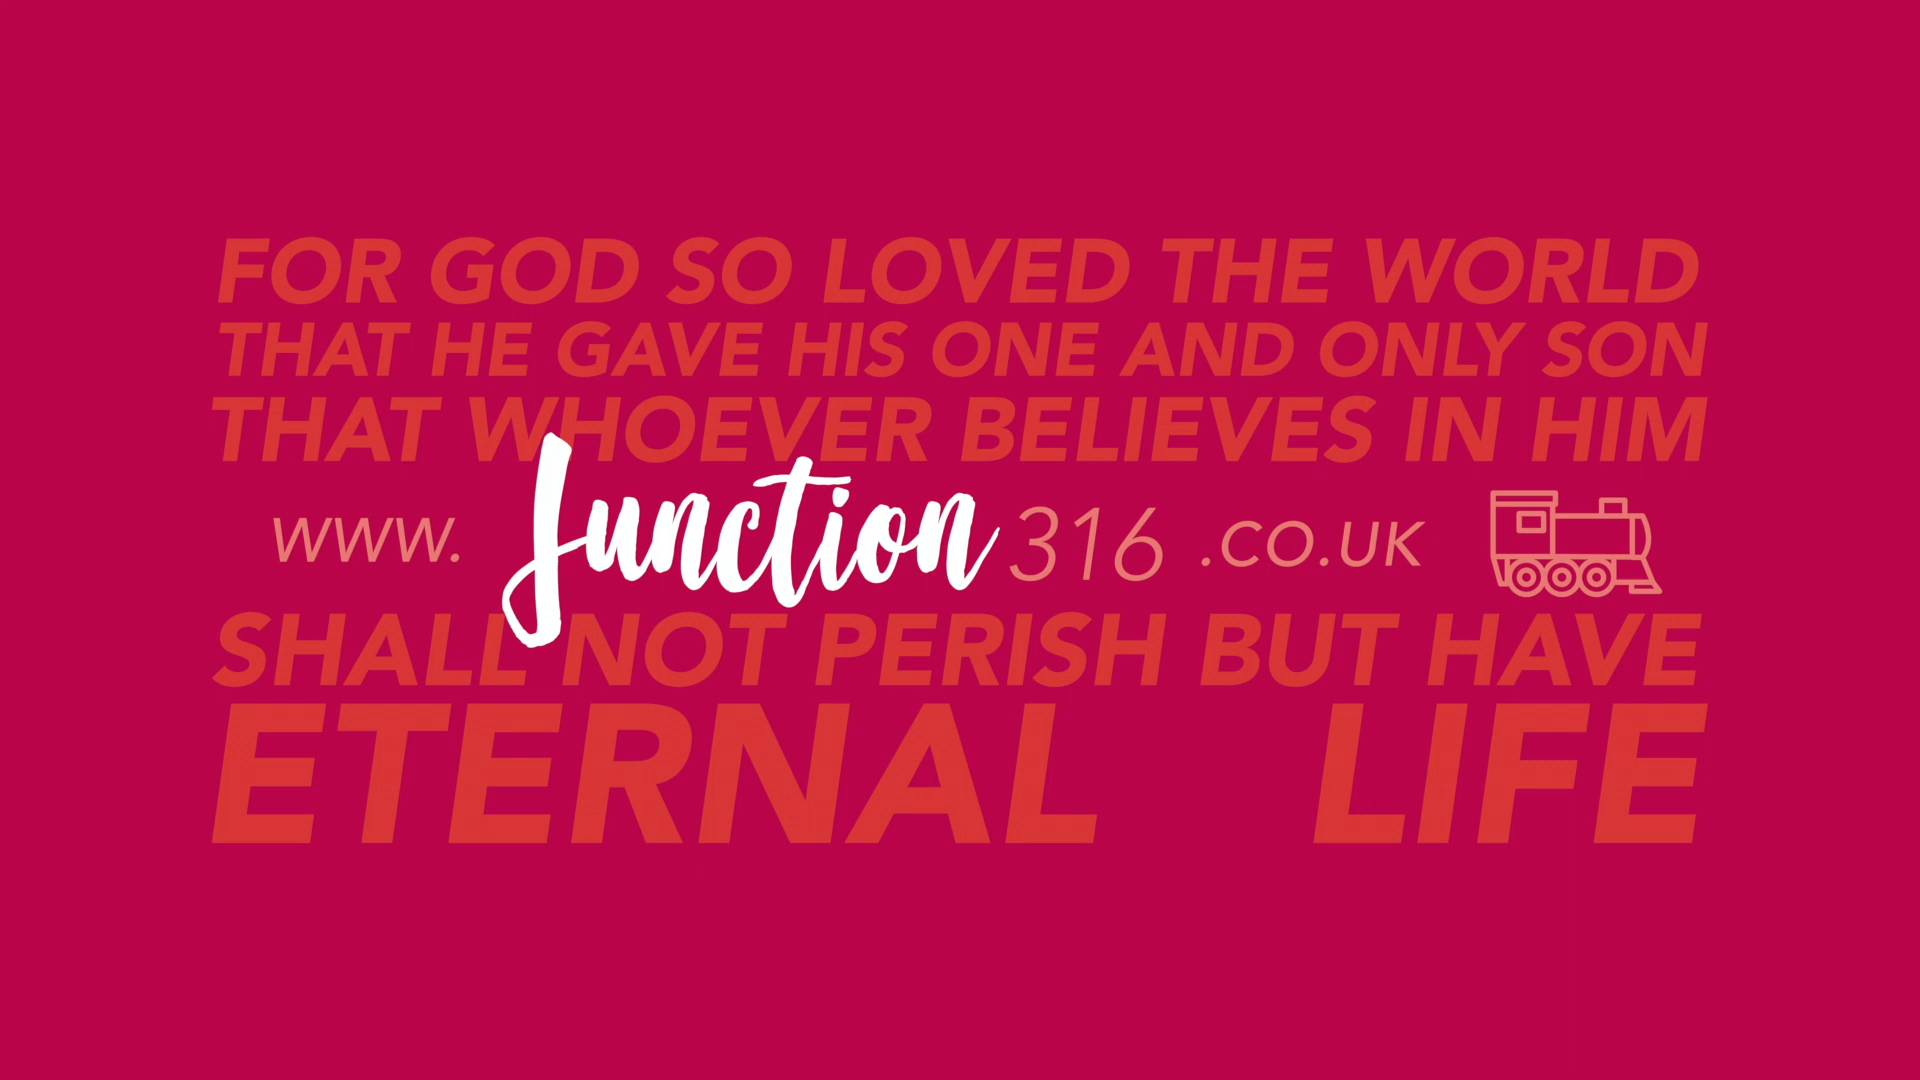 FOR GOD SO LOVED THE WORLD
THAT HE GAVE HIS ONE AND ONLY SON
THAT WHOEVER BELIEVES IN HIM
www. Junction 316 .co.uk
SHALL NOT PERISH BUT HAVE
ETERNAL LIFE